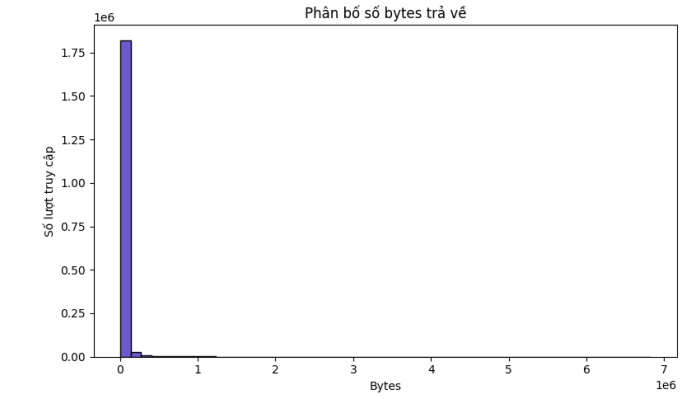 Phân bố số bytes trả về
1e6
1.75
1.50
1.25
1.00
0.75
0.50
0.25
0.00
Số lượt truy cập
0 1 2 3 4 5 6 7
1e6
Bytes